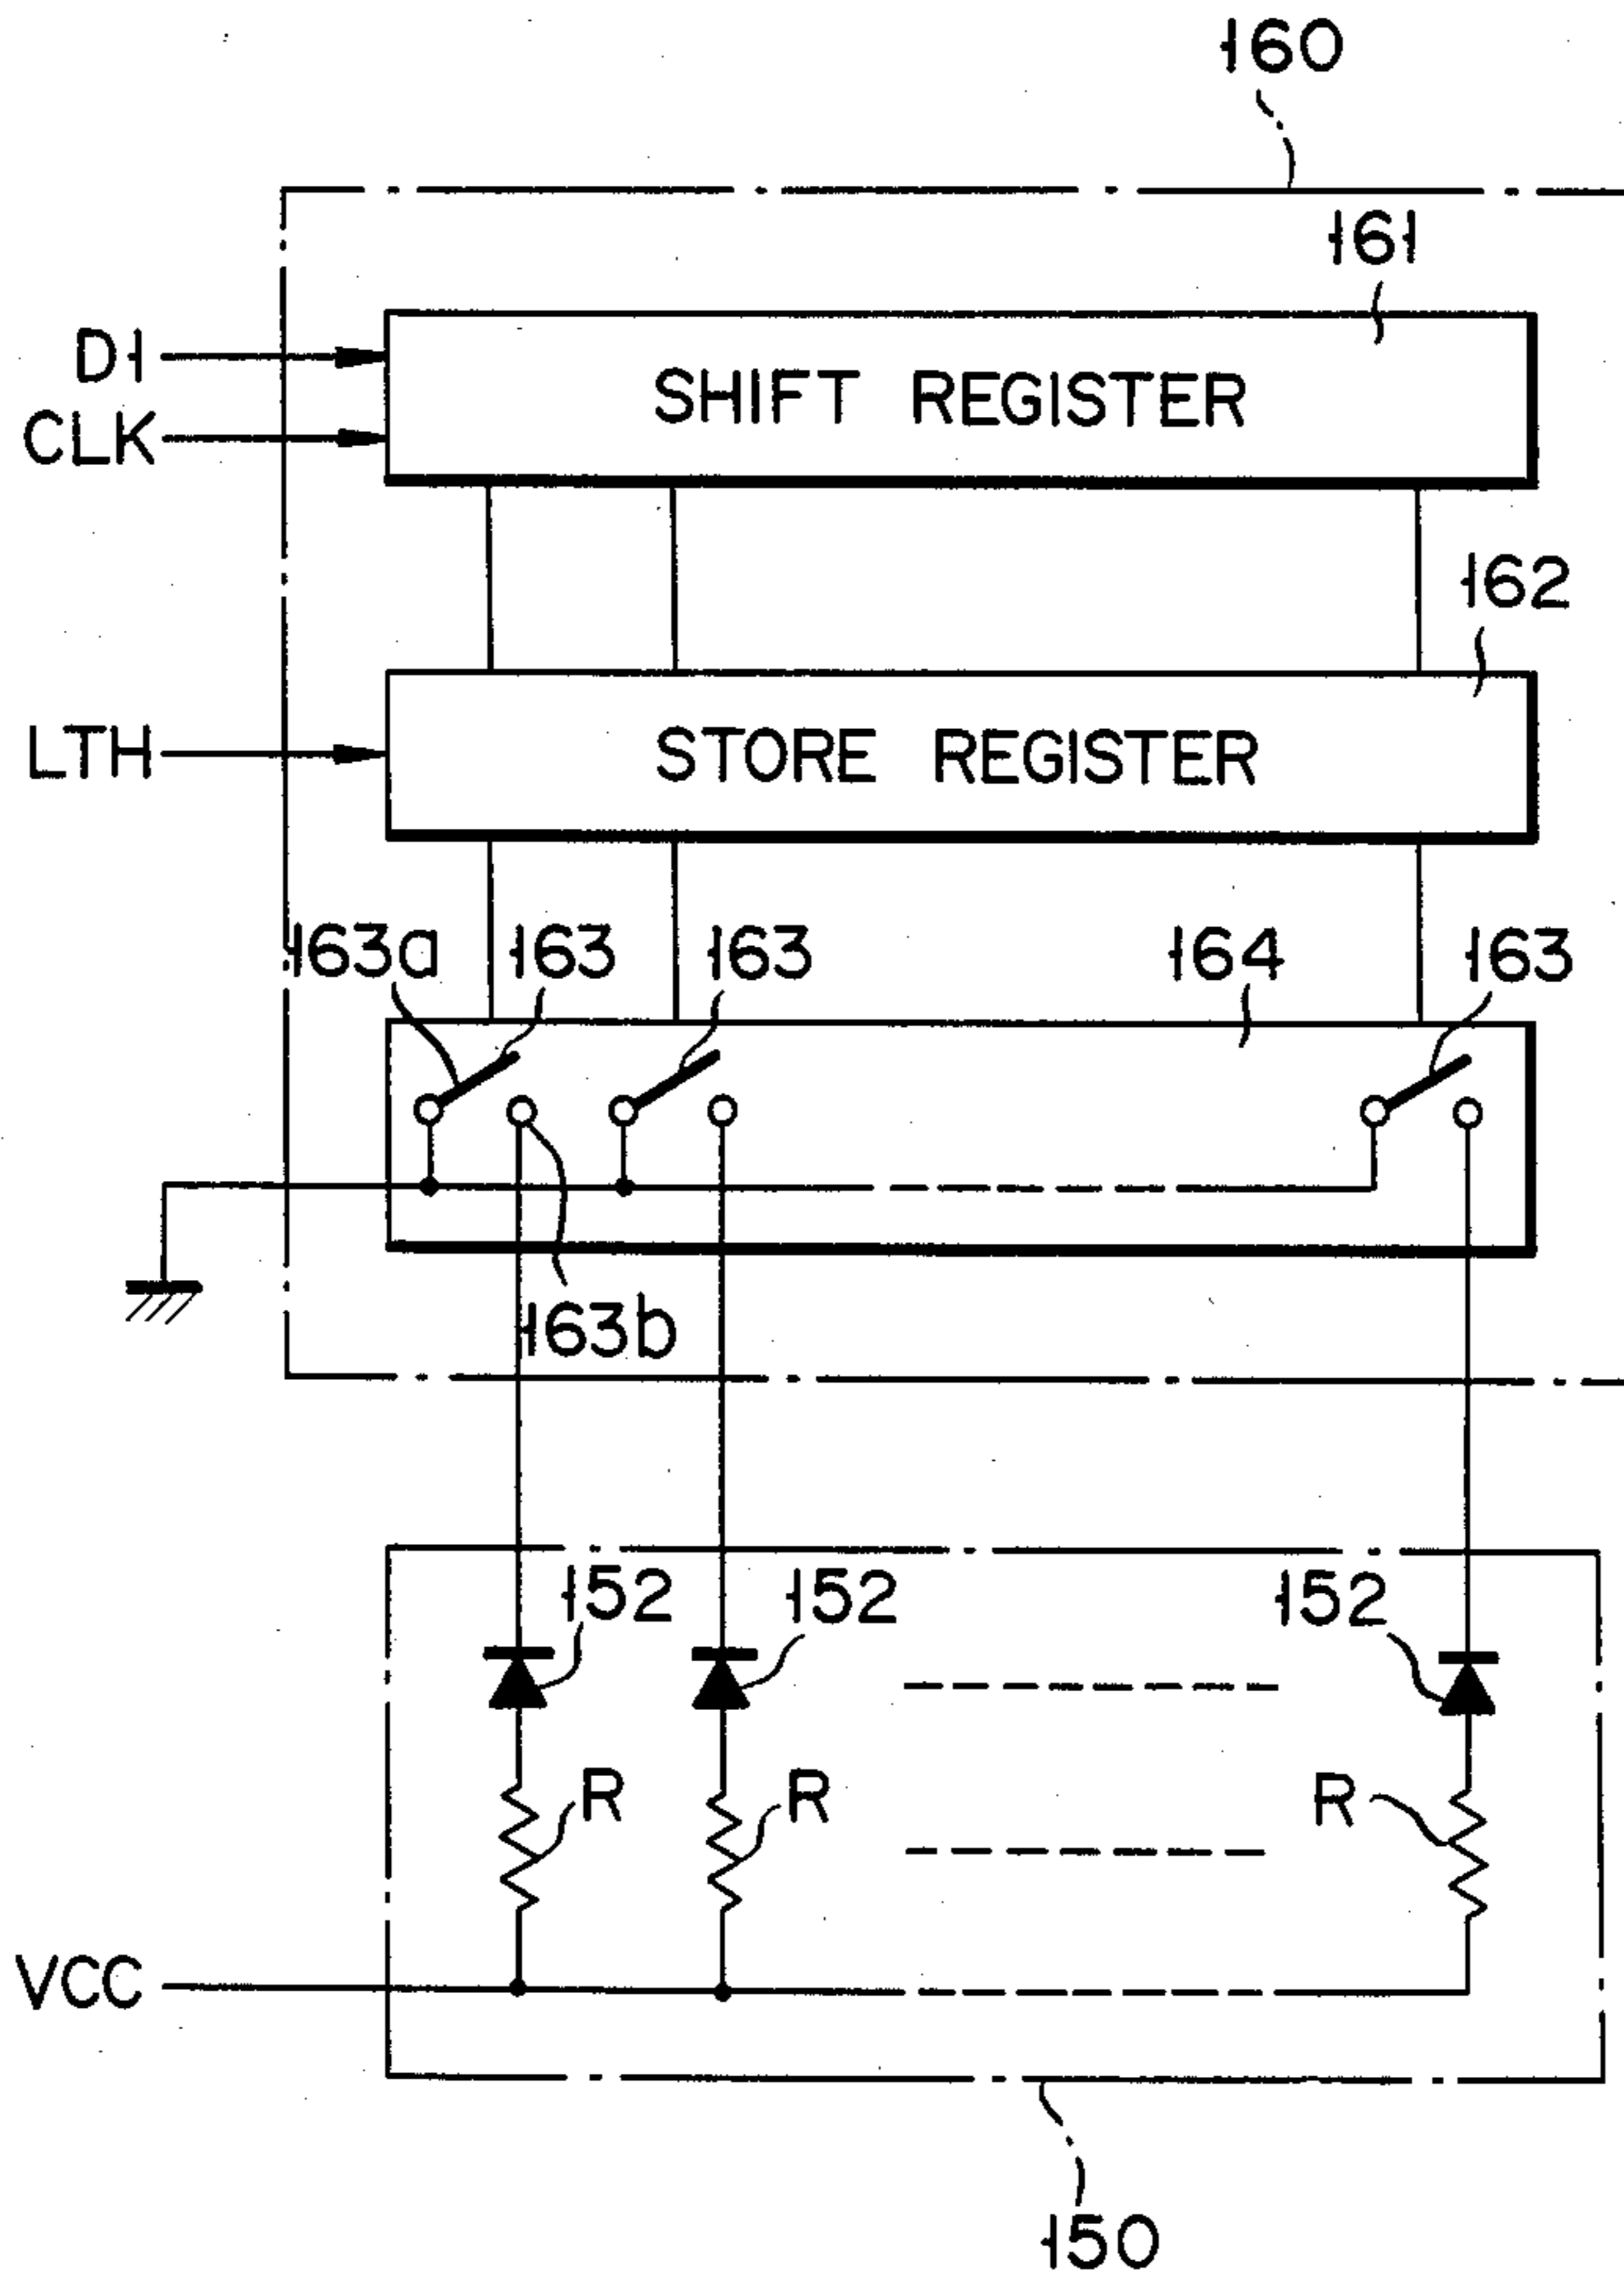 160
161
DI
SHIFT REGISTER
CLK
162
LTH
STORE REGISTER
163a
163
163
164
163
163b
152
152
152
R
R
R
VCC
150